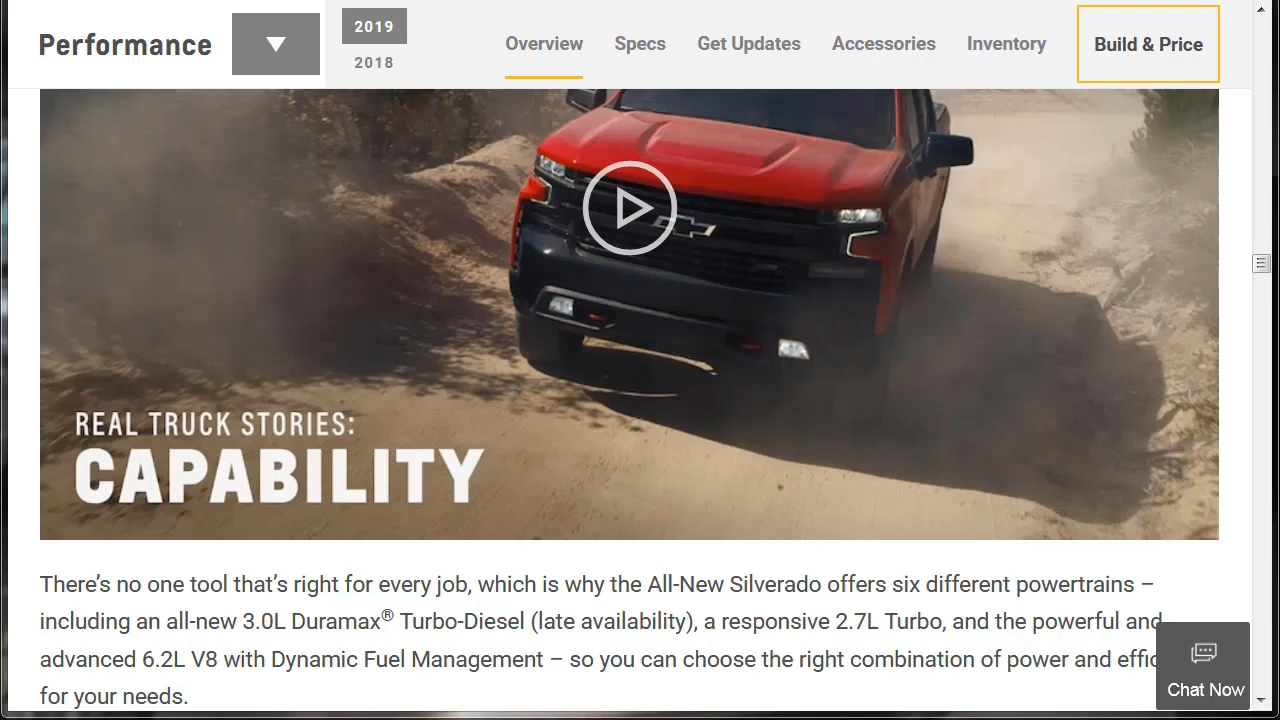 Performance
2019
2018
Overview
Specs
Get Updates
Accessories
Inventory
Build & Price
REAL TRUCK STORIES:
CAPABILITY
There's no one tool that's right for every job, which is why the All-New Silverado offers six different powertrains –
including an all-new 3.0L Duramax® Turbo-Diesel (late availability), a responsive 2.7L Turbo, and the powerful and
advanced 6.2L V8 with Dynamic Fuel Management – so you can choose the right combination of power and
for your needs.
Chat Now